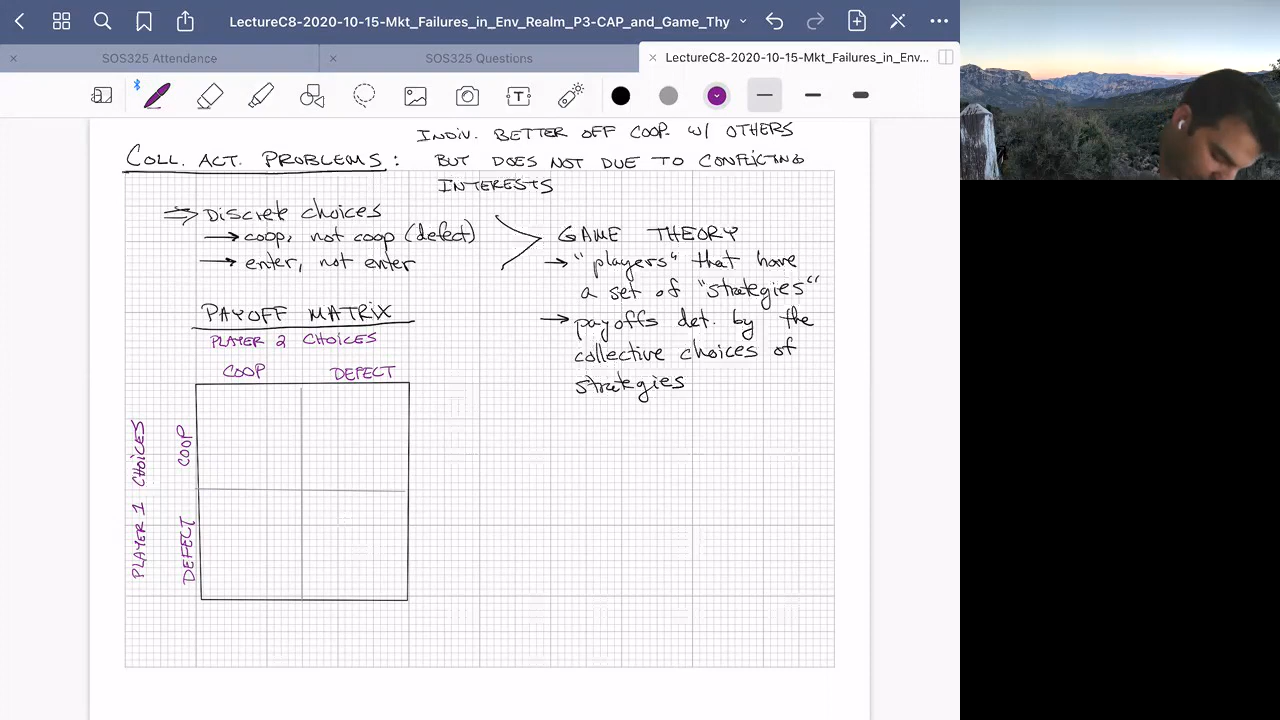 LectureC8-2020-10-15-Mkt_Failures_in_Env_Realm_P3-CAP_and_Game_Thy
SOS325 Attendance
SOS325 Questions
LectureC8-2020-10-15-Mkt_Failures_in_Env...
INDIV. BETTER OFF COOP. W/ OTHERS
COLL. ACT. PROBLEMS: BUT DOES NOT DUE TO CONFLICTING
INTERESTS
⇒ Discrete choices
→ coop, not coop (defect)
→ enter, not enter
GAME THEORY
→ "players" that have
a set of "strategies"
→ payoffs det. by the
collective choices of
strategies
PAYOFF MATRIX
PLAYER 2 CHOICES
COOP DEFECT
PLAYER 1 CHOICES
COOP
DEFECT